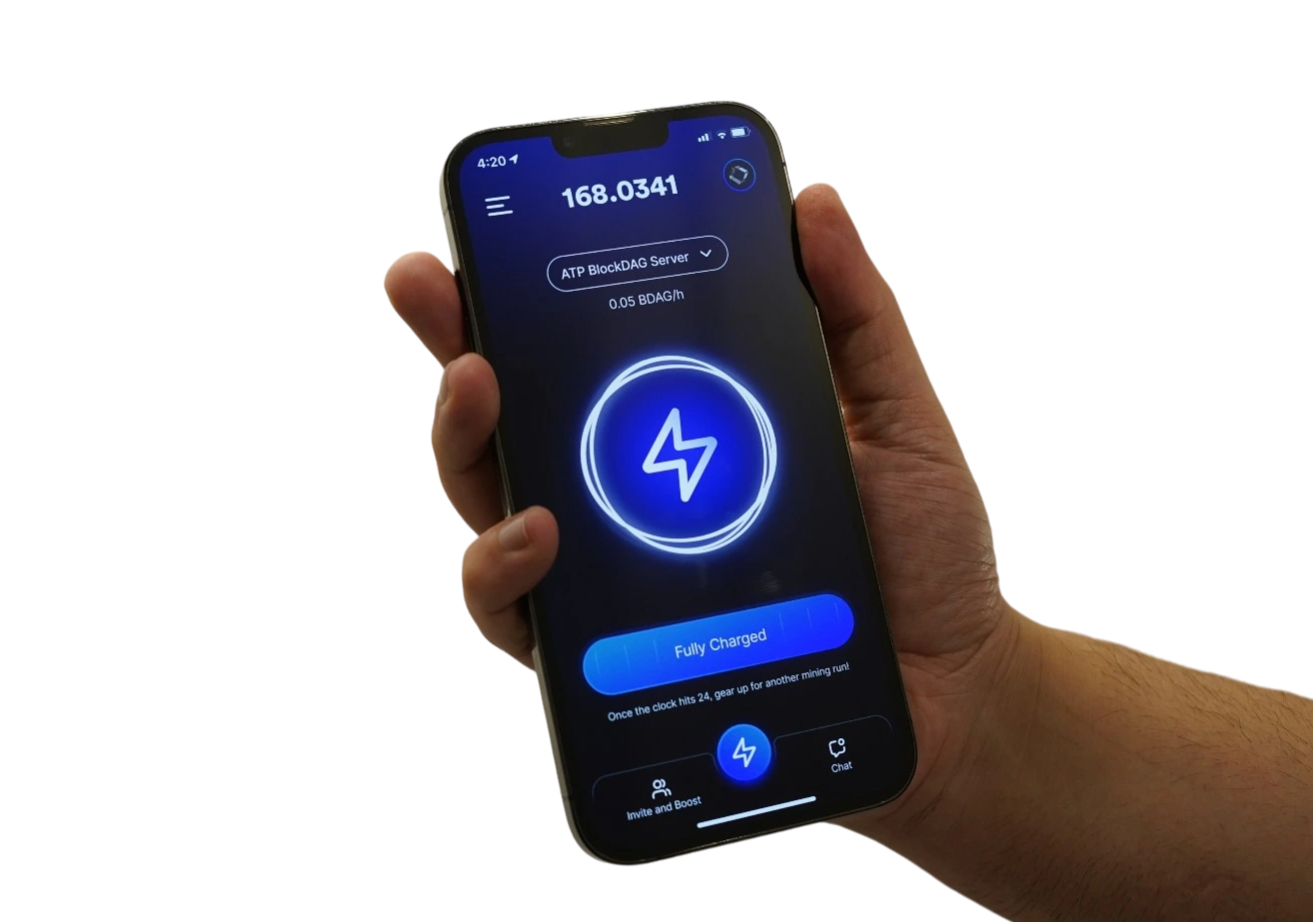 4:20
168.0341
ATP BlockDAG Server
0.05 BDAG/h
Fully Charged
Once the clock hits 24, gear up for another mining run!
Invite and Boost
Chat